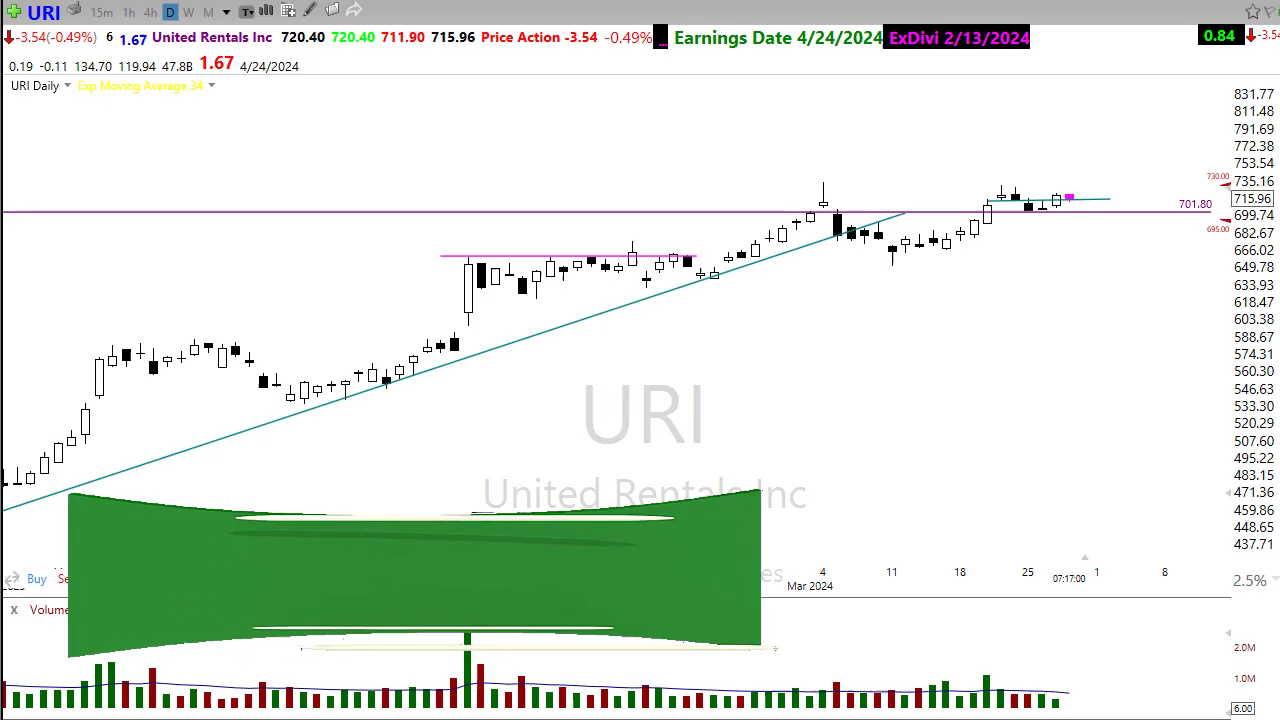 URI 15m 1h 4h D W M
-3.54(-0.49%) 6 1.67 United Rentals Inc 720.40 720.40 711.90 715.96 Price Action -3.54 -0.49% Earnings Date 4/24/2024 ExDivi 2/13/2024 0.84 -3.54
0.19 -0.11 134.70 119.94 47.8B 1.67 4/24/2024
URI Daily Exp Moving Average 34
831.77
811.48
791.69
772.38
753.54
730.00
735.16
715.96
701.80
699.74
695.00
682.67
666.02
649.78
633.93
618.47
603.38
588.67
574.31
560.30
546.63
533.30
520.29
507.60
495.22
483.15
471.36
459.86
448.65
437.71
URI
United Rentals Inc
Buy
4 11 18 25 1 8
Mar 2024 07:17:00
2.5%
X Volume
2.0M
1.0M
6.00